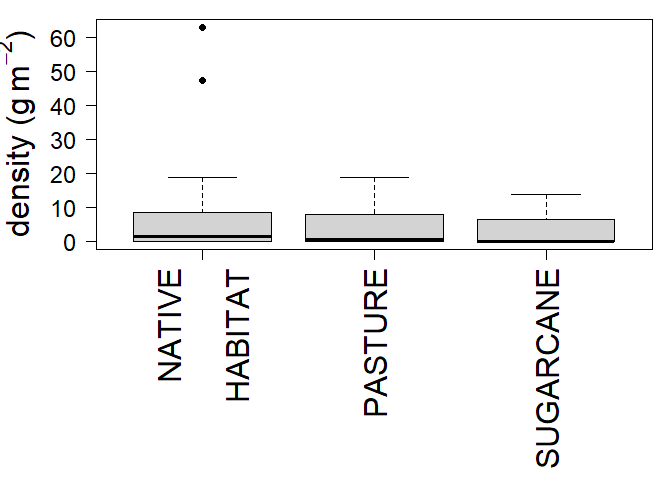 density (g m⁻²)
60
50
40
30
20
10
0
NATIVE
HABITAT
PASTURE
SUGARCANE